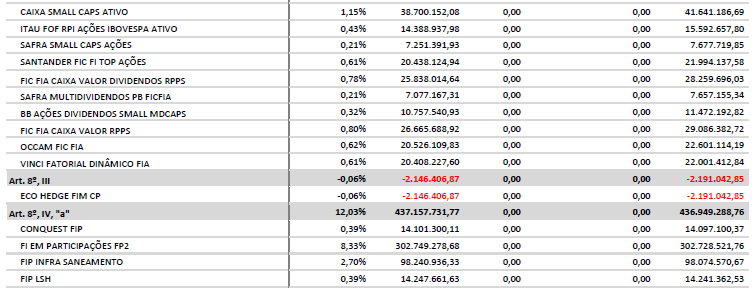 CAIXA SMALL CAPS ATIVO 1,15% 38.700.152,08 0,00 0,00 41.641.186,69
ITAU FOF RPI AÇÕES IBOVESPA ATIVO 0,43% 14.388.937,98 0,00 0,00 15.592.657,80
SAFRA SMALL CAPS AÇÕES 0,21% 7.251.391,93 0,00 0,00 7.677.719,85
SANTANDER FIC FI TOP AÇÕES 0,61% 20.438.124,94 0,00 0,00 21.994.137,58
FIC FIA CAIXA VALOR DIVIDENDOS RPPS 0,78% 25.838.014,64 0,00 0,00 28.259.696,03
SAFRA MULTIDIVIDENDOS PB FICFIA 0,21% 7.077.167,31 0,00 0,00 7.657.155,34
BB AÇÕES DIVIDENDOS SMALL MDCAPS 0,32% 10.757.540,93 0,00 0,00 11.472.192,82
FIC FIA CAIXA VALOR RPPS 0,80% 26.665.688,92 0,00 0,00 29.086.382,72
OCCAM FIC FIA 0,62% 20.526.109,83 0,00 0,00 22.601.114,19
VINCI FATORIAL DINÂMICO FIA 0,61% 20.408.227,60 0,00 0,00 22.001.412,84
Art. 8º, III -0,06% -2.146.406,87 0,00 0,00 -2.191.042,85
ECO HEDGE FIM CP -0,06% -2.146.406,87 0,00 0,00 -2.191.042,85
Art. 8º, IV, "a" 12,03% 437.157.731,77 0,00 0,00 436.949.288,76
CONQUEST FIP 0,39% 14.101.300,11 0,00 0,00 14.097.100,37
FI EM PARTICIPAÇÕES FP2 8,33% 302.749.278,68 0,00 0,00 302.728.521,76
FIP INFRA SANEAMENTO 2,70% 98.240.936,33 0,00 0,00 98.074.570,67
FIP LSH 0,39% 14.247.661,63 0,00 0,00 14.241.362,53